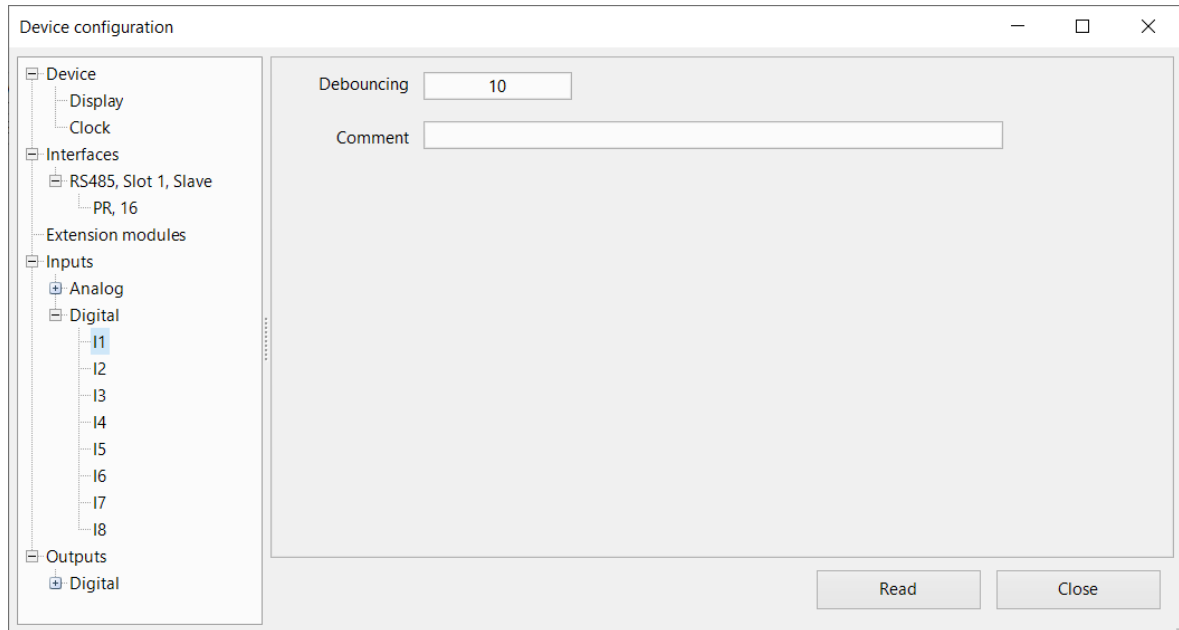 Device configuration
Device
Display
Clock
Interfaces
RS485, Slot 1, Slave
PR, 16
Extension modules
Inputs
Analog
Digital
I1
I2
I3
I4
I5
I6
I7
I8
Outputs
Digital
Debouncing 10
Comment
Read Close